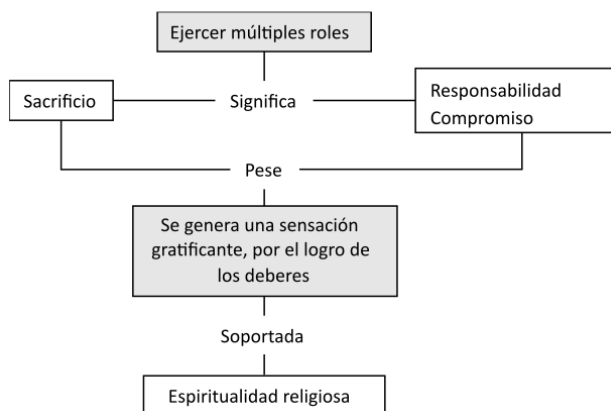 Ejercer múltiples roles
Sacrificio
Significa
Responsabilidad
Compromiso
Pese
Se genera una sensación
gratificante, por el logro de
los deberes
Soportada
Espiritualidad religiosa